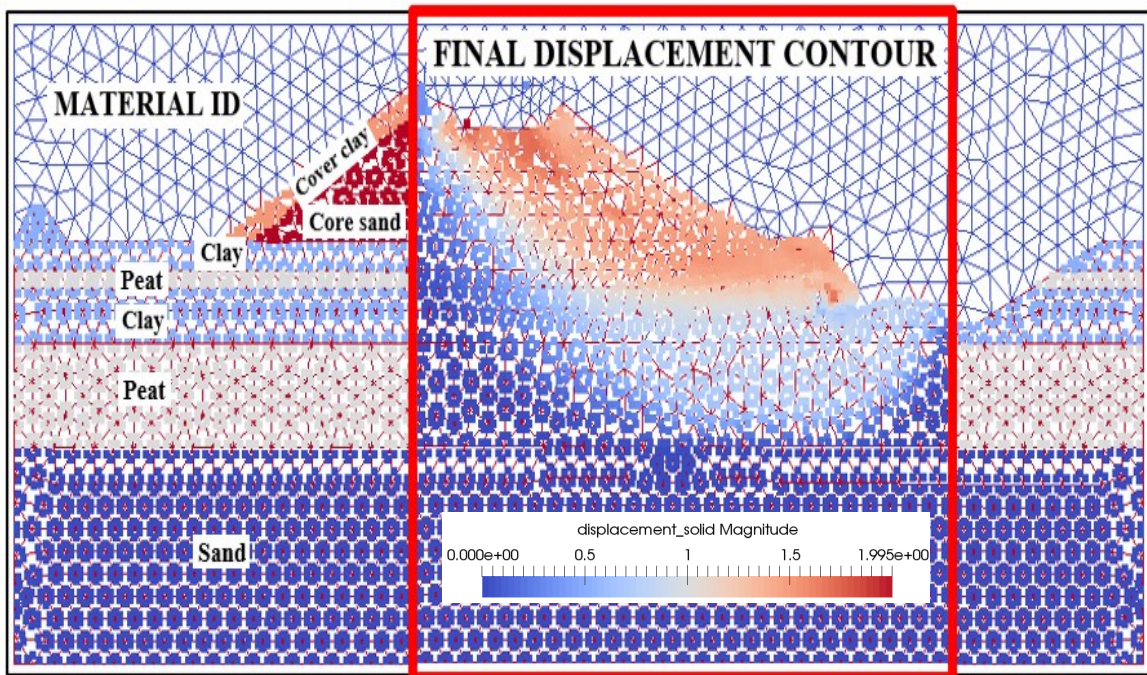 FINAL DISPLACEMENT CONTOUR
MATERIAL ID
Cover clay
Core sand
Clay
Peat
Clay
Peat
Sand
displacement_solid Magnitude
0.000e+00 0.5 1 1.5 1.995e+00